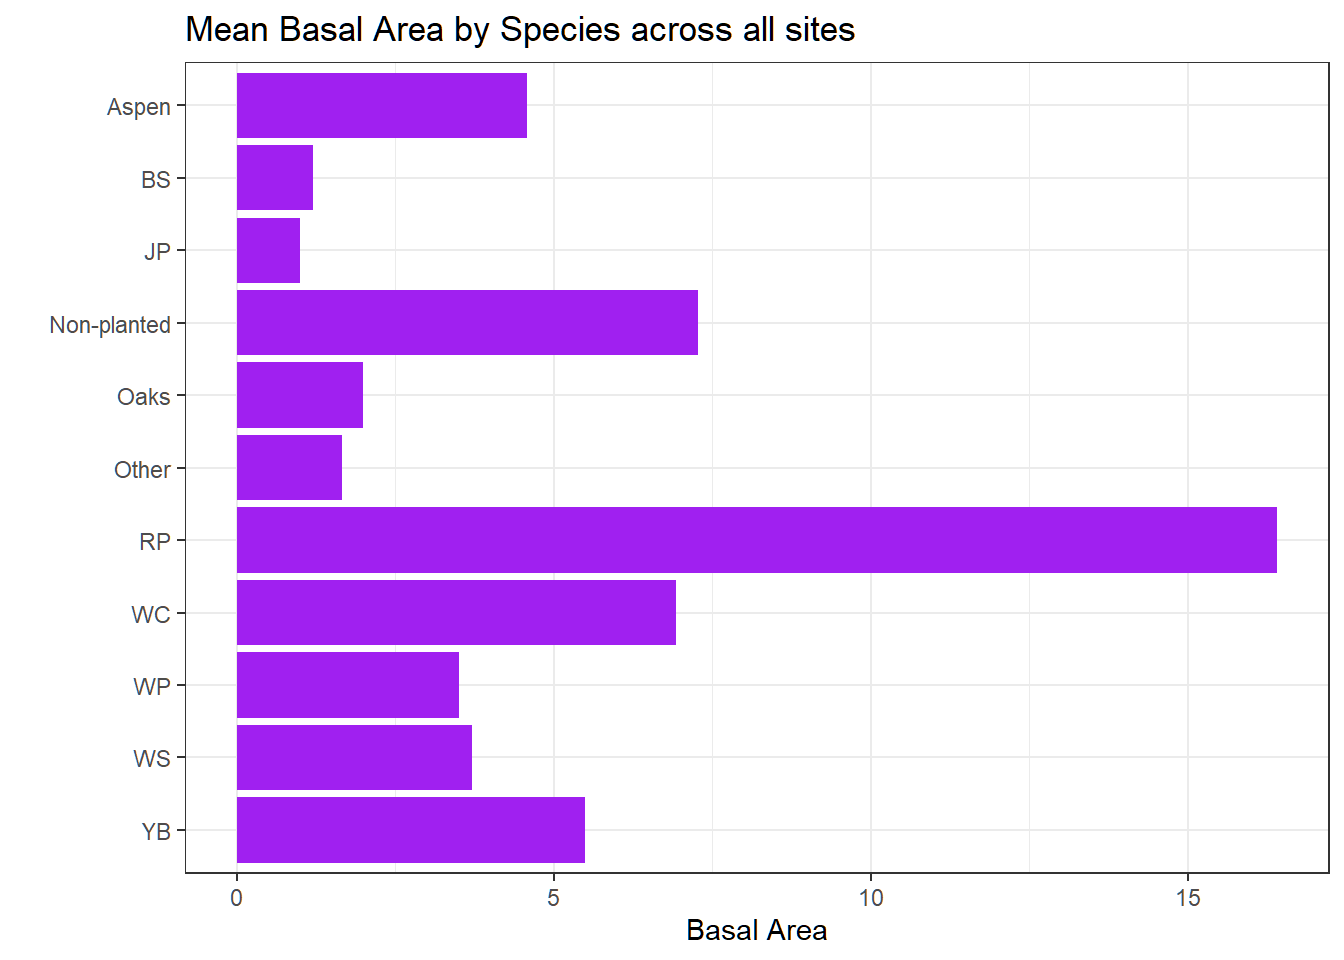 Mean Basal Area by Species across all sites
Aspen
BS
JP
Non-planted
Oaks
Other
RP
WC
WP
WS
YB
0 5 10 15
Basal Area